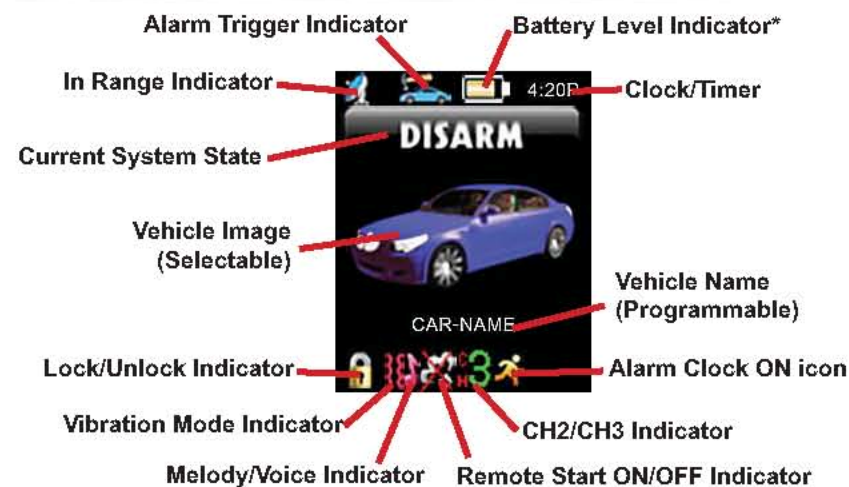 Alarm Trigger Indicator
Battery Level Indicator*
In Range Indicator
4:20P
Clock/Timer
DISARM
Current System State
Vehicle Image
(Selectable)
Vehicle Name
(Programmable)
CAR-NAME
Lock/Unlock Indicator
CH3
Alarm Clock ON icon
Vibration Mode Indicator
CH2/CH3 Indicator
Melody/Voice Indicator
Remote Start ON/OFF Indicator